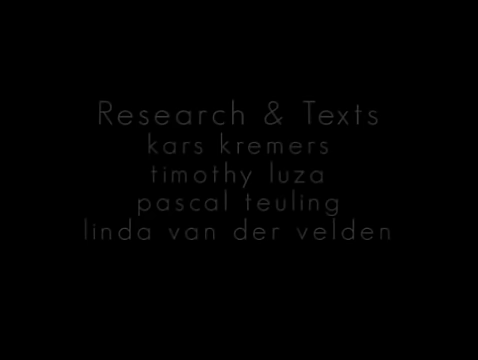 Research & Texts
kars kremers
timothy luza
pascal teuling
linda van der velden